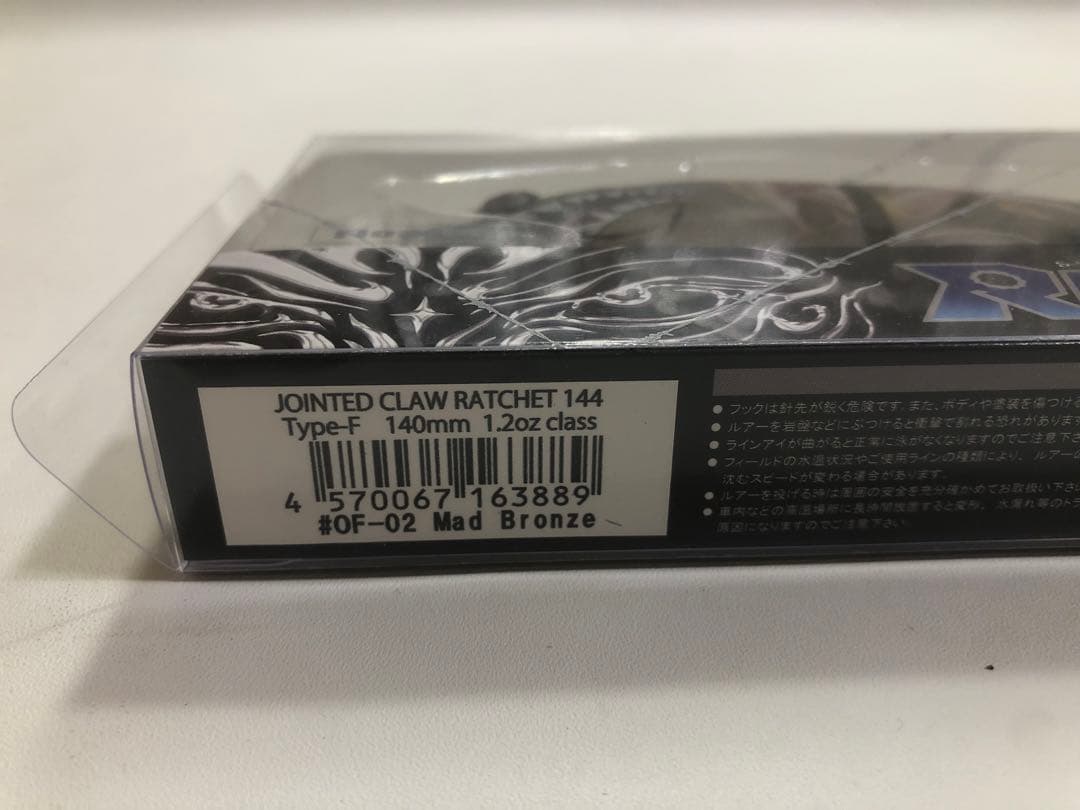 JOINTED CLAW RATCHET 144
Type-F 140mm 1.2oz class
4 570067 163889
#OF-02 Mad Bronze
● フックは針先が鋭く危険です。また、ボディや塗装を傷つける
● ルアーを岩盤などにぶつけると衝撃で割れる恐れがあります
● ラインアイが曲がると正常に泳がなくなりますのでご注意下さ
● フィールドの水温状況やご使用ラインの種類により、ルアーの
沈むスピードが変わる場合があります。
● ルアーを投げる時は周囲の安全を充分確かめてお取扱い下さ
● 車内などの高温場所に長時間放置すると変形、水漏れ等のトラ
原因になりますのでご注意下さい。